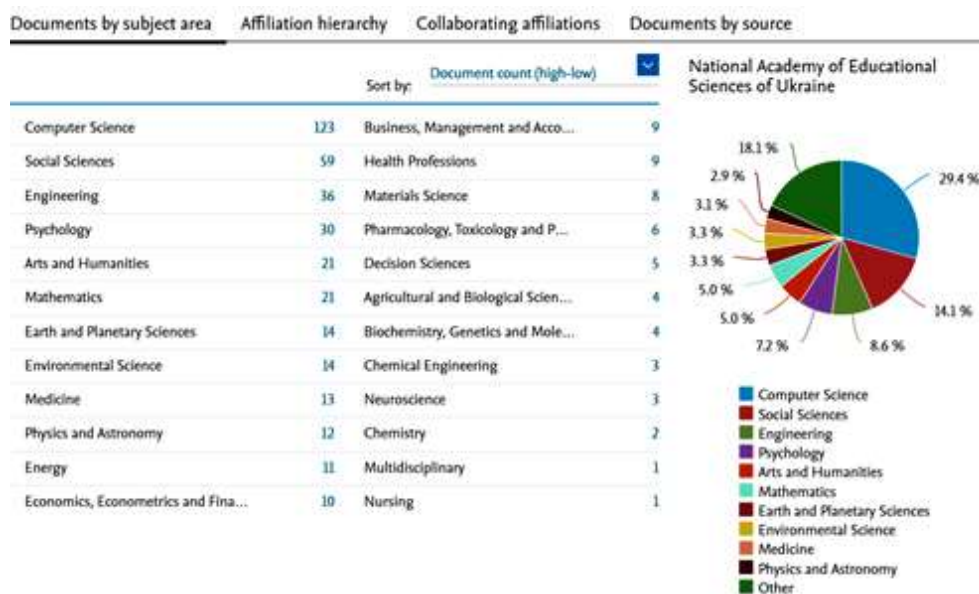 Documents by subject area Affiliation hierarchy Collaborating affiliations Documents by source
Sort by: Document count (high-low)
Computer Science 123
Social Sciences 59
Engineering 36
Psychology 30
Arts and Humanities 21
Mathematics 21
Earth and Planetary Sciences 14
Environmental Science 14
Medicine 13
Physics and Astronomy 12
Energy 11
Economics, Econometrics and Fina... 10
Business, Management and Acco... 9
Health Professions 9
Materials Science 8
Pharmacology, Toxicology and P... 6
Decision Sciences 5
Agricultural and Biological Scien... 4
Biochemistry, Genetics and Mole... 4
Chemical Engineering 3
Neuroscience 3
Chemistry 2
Multidisciplinary 1
Nursing 1
National Academy of Educational
Sciences of Ukraine
18.1 %
2.9 %
3.1 %
3.3 %
3.3 %
5.0 %
5.0 %
7.2 %
8.6 %
14.1 %
29.4 %
Computer Science
Social Sciences
Engineering
Psychology
Arts and Humanities
Mathematics
Earth and Planetary Sciences
Environmental Science
Medicine
Physics and Astronomy
Other